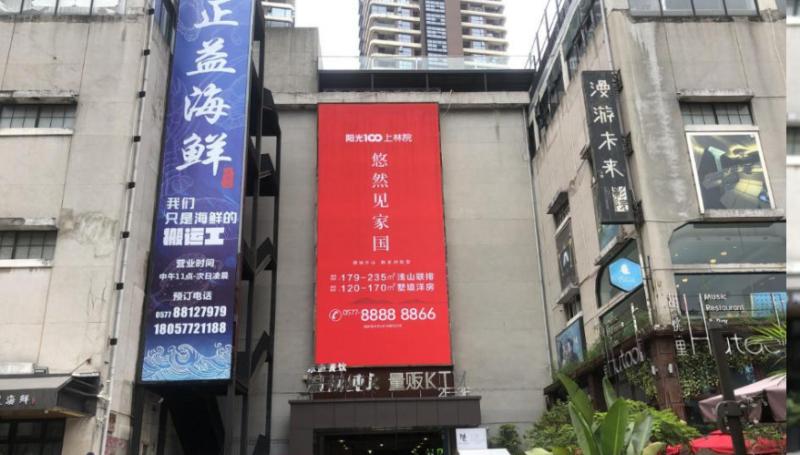 正益海鲜
我们
只是海鲜的
搬运工
营业时间
中午11点-次日凌晨
预订电话
0577 88127979
18057721188
阳光100上林院
悠然见家国
179-235㎡浅山联排
120-170㎡墅境洋房
0577-8888 8866
量贩KT
漫游未来
Music
Restaurant
海鲜